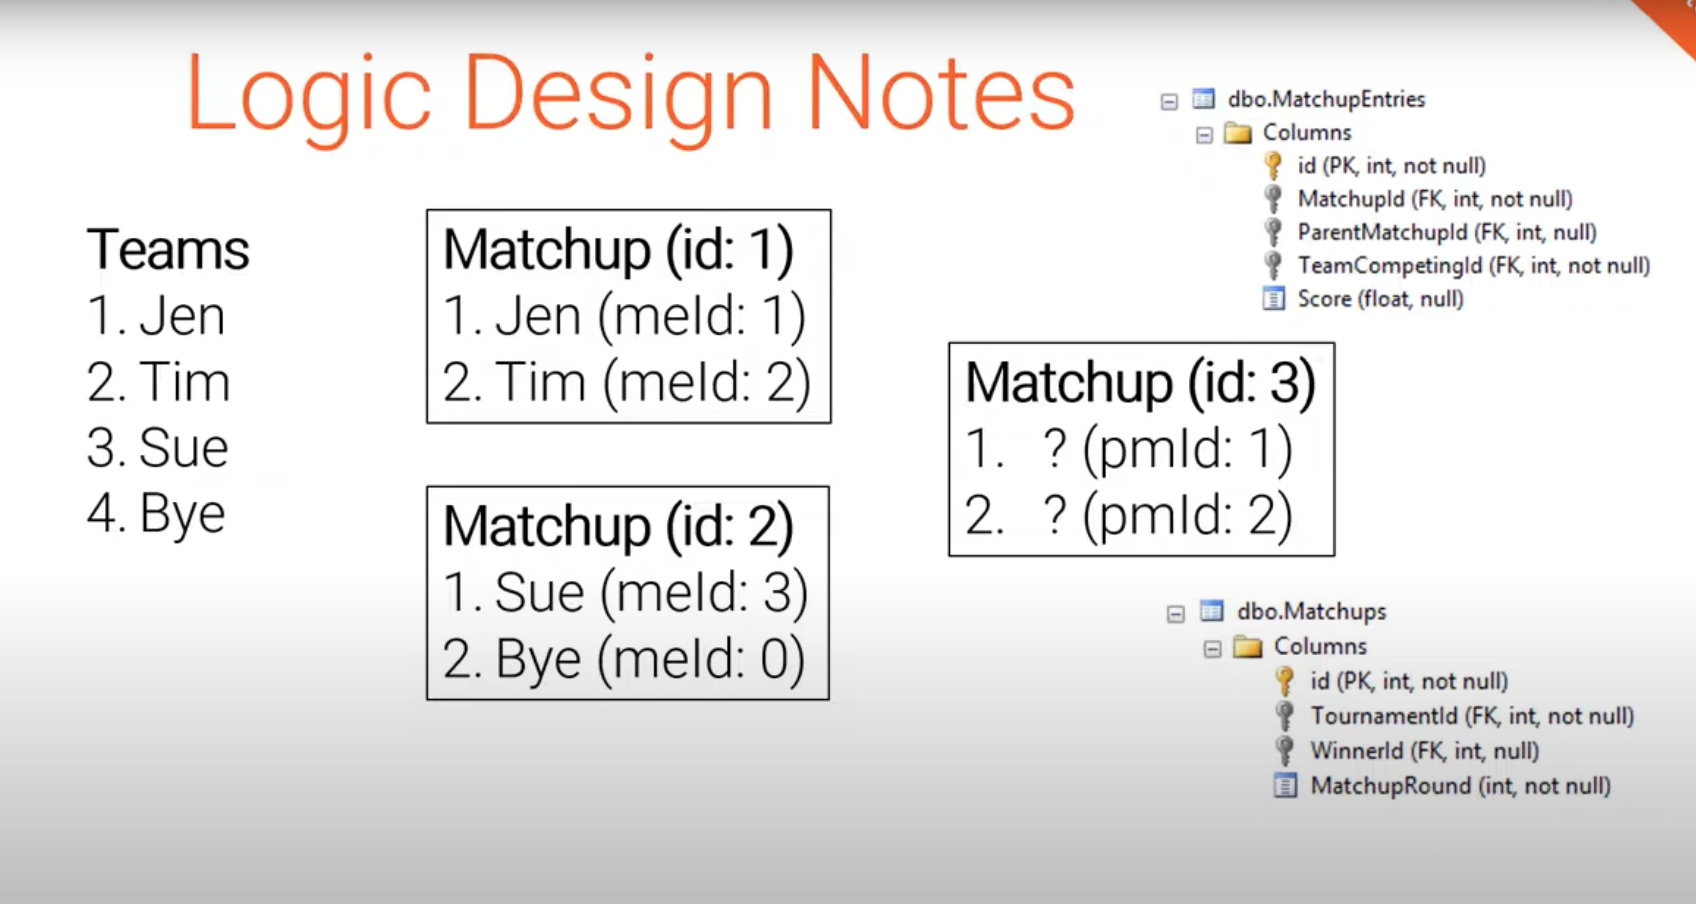 Logic Design Notes
Teams
1. Jen
2. Tim
3. Sue
4. Bye
Matchup (id: 1)
1. Jen (meId: 1)
2. Tim (meId: 2)
Matchup (id: 2)
1. Sue (meId: 3)
2. Bye (meId: 0)
Matchup (id: 3)
1. ? (pmId: 1)
2. ? (pmId: 2)
dbo.MatchupEntries
Columns
id (PK, int, not null)
MatchupId (FK, int, not null)
ParentMatchupId (FK, int, null)
TeamCompetingId (FK, int, not null)
Score (float, null)
dbo.Matchups
Columns
id (PK, int, not null)
TournamentId (FK, int, not null)
WinnerId (FK, int, null)
MatchupRound (int, not null)